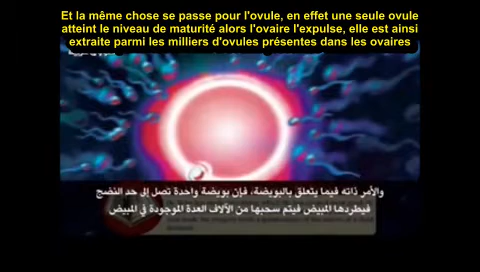 Et la même chose se passe pour l'ovule, en effet une seule ovule
atteint le niveau de maturité alors l'ovaire l'expulse, elle est ainsi
extraite parmi les milliers d'ovules présentes dans les ovaires
والأمر ذاته فيما يتعلق بالبويضة، فإن بويضة واحدة تصل إلى حد النضج
فيطردها المبيض فيتم سحبها من الآلاف العدة الموجودة في المبيض